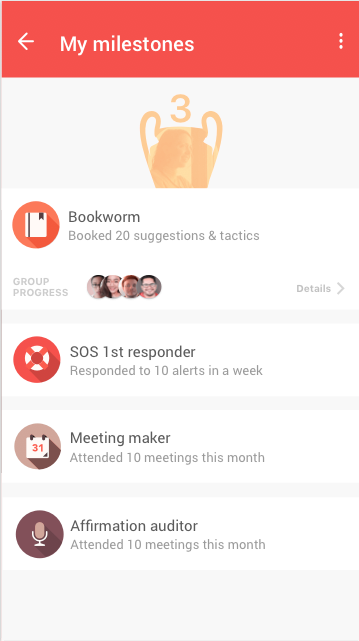 My milestones
3
Bookworm
Booked 20 suggestions & tactics
GROUP
PROGRESS
Details
SOS 1st responder
Responded to 10 alerts in a week
31
Meeting maker
Attended 10 meetings this month
Affirmation auditor
Attended 10 meetings this month